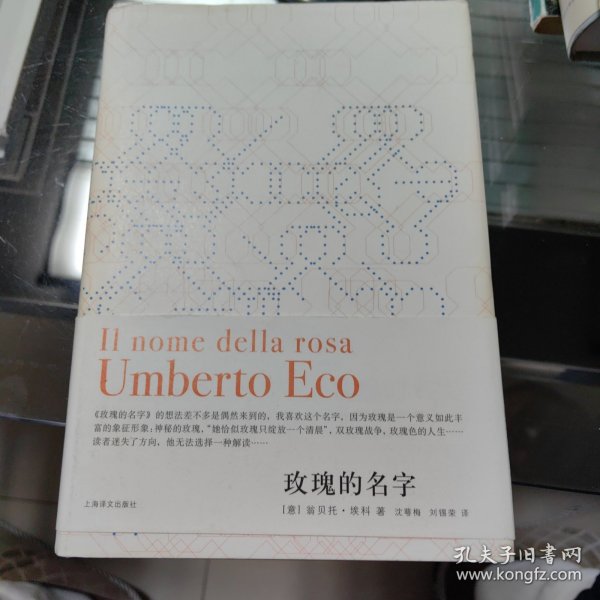 Il nome della rosa
Umberto Eco
《玫瑰的名字》的想法差不多是偶然来到的，我喜欢这个名字，因为玫瑰是一个意义如此丰
富的象征形象：神秘的玫瑰，“她恰似玫瑰只绽放一个清晨”，双玫瑰战争，玫瑰色的人生……
读者迷失了方向，他无法选择一种解读……
玫瑰的名字
上海译文出版社
［意］翁贝托·埃科 著 沈萼梅 刘锡荣 译
孔夫子旧书网
www.kongfz.com